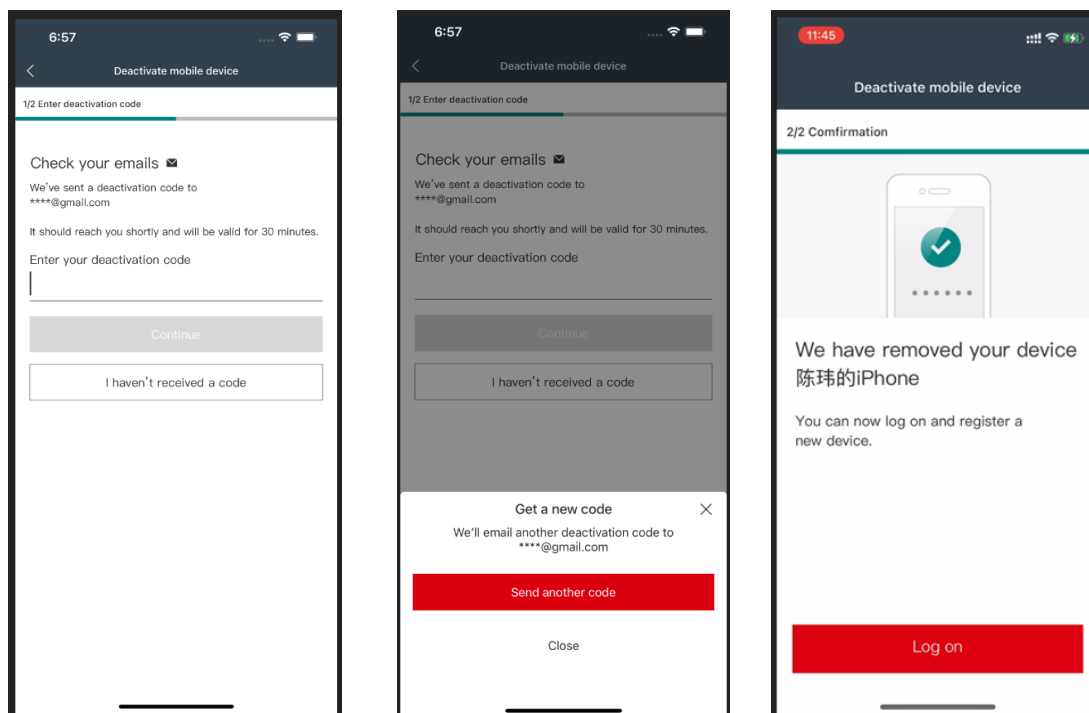 6:57
Deactivate mobile device
1/2 Enter deactivation code
Check your emails
We've sent a deactivation code to
****@gmail.com
It should reach you shortly and will be valid for 30 minutes.
Enter your deactivation code
Continue
I haven't received a code
6:57
Deactivate mobile device
1/2 Enter deactivation code
Check your emails
We've sent a deactivation code to
****@gmail.com
It should reach you shortly and will be valid for 30 minutes.
Enter your deactivation code
Continue
I haven't received a code
Get a new code
We'll email another deactivation code to
****@gmail.com
Send another code
Close
11:45
Deactivate mobile device
2/2 Comfirmation
We have removed your device
陈玮的iPhone
You can now log on and register a
new device.
Log on